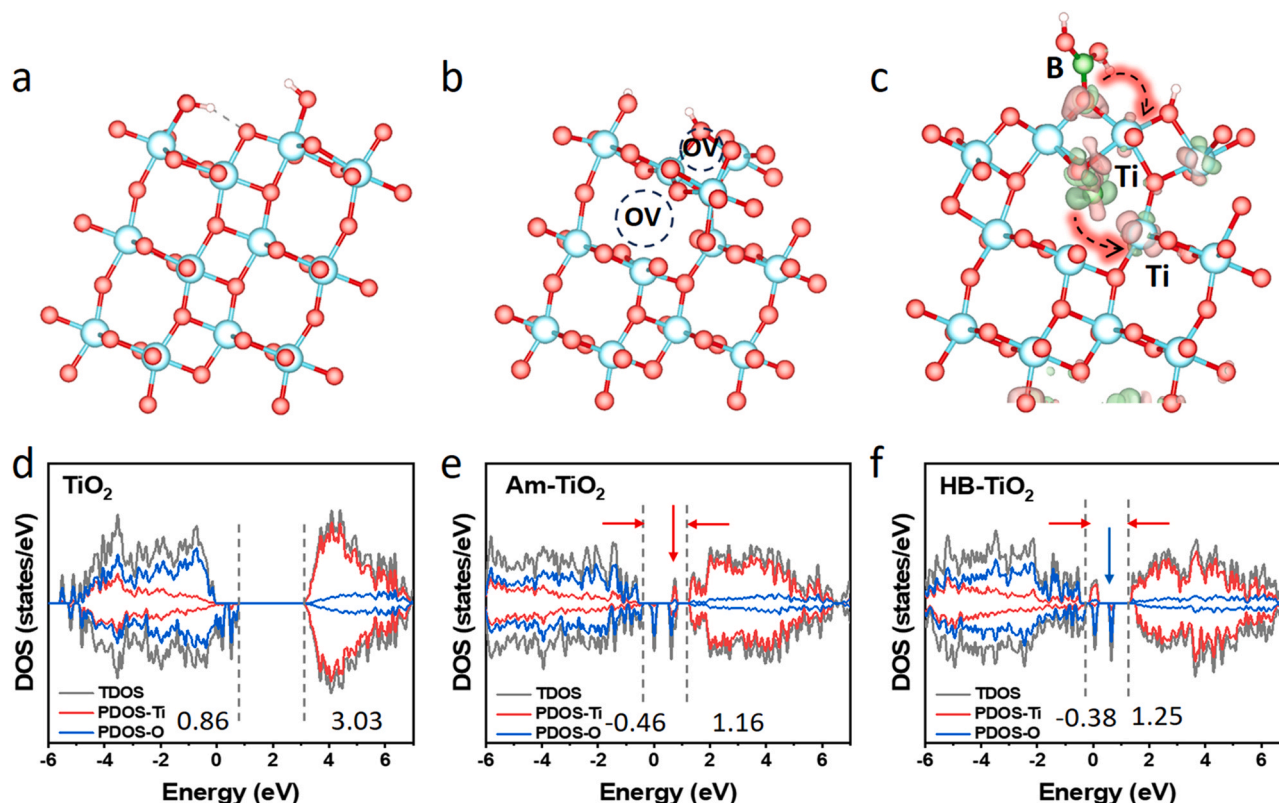 a
b
c
B
OV
OV
Ti
Ti
d
TiO₂
DOS (states/eV)
TDOS
PDOS-Ti
PDOS-O
0.86
3.03
-6 -4 -2 0 2 4 6
Energy (eV)
e
Am-TiO₂
DOS (states/eV)
TDOS
PDOS-Ti
PDOS-O
-0.46
1.16
-6 -4 -2 0 2 4 6
Energy (eV)
f
HB-TiO₂
DOS (states/eV)
TDOS
PDOS-Ti
PDOS-O
-0.38
1.25
-6 -4 -2 0 2 4 6
Energy (eV)